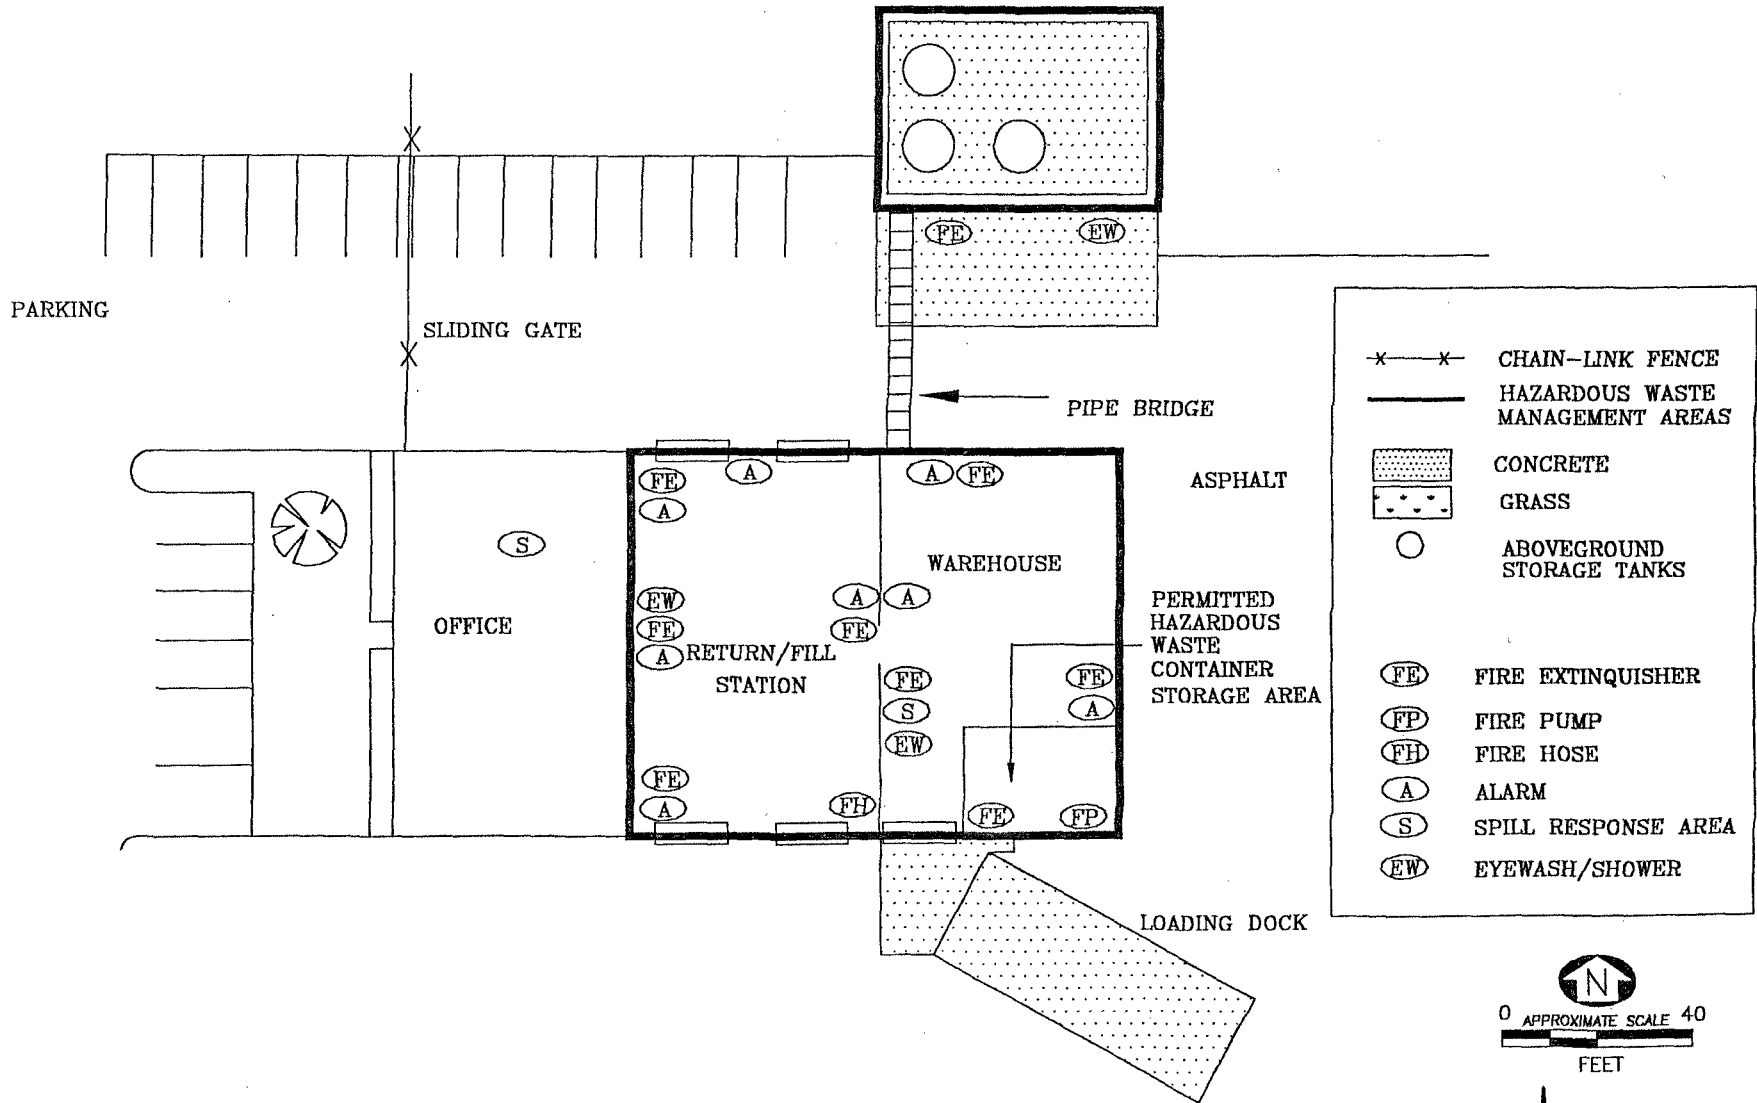 FE
EW
PARKING
SLIDING GATE
PIPE BRIDGE
FE
A
A
FE
A
ASPHALT
S
WAREHOUSE
EW
A
A
OFFICE
FE
FE
A
RETURN/FILL
STATION
PERMITTED
HAZARDOUS
WASTE
CONTAINER
STORAGE AREA
FE
FE
S
A
EW
FE
A
FH
FE
FP
LOADING DOCK
X X CHAIN-LINK FENCE
HAZARDOUS WASTE
MANAGEMENT AREAS
CONCRETE
GRASS
ABOVEGROUND
STORAGE TANKS
FE FIRE EXTINQUISHER
FP FIRE PUMP
FH FIRE HOSE
A ALARM
S SPILL RESPONSE AREA
EW EYEWASH/SHOWER
N
0 APPROXIMATE SCALE 40
FEET